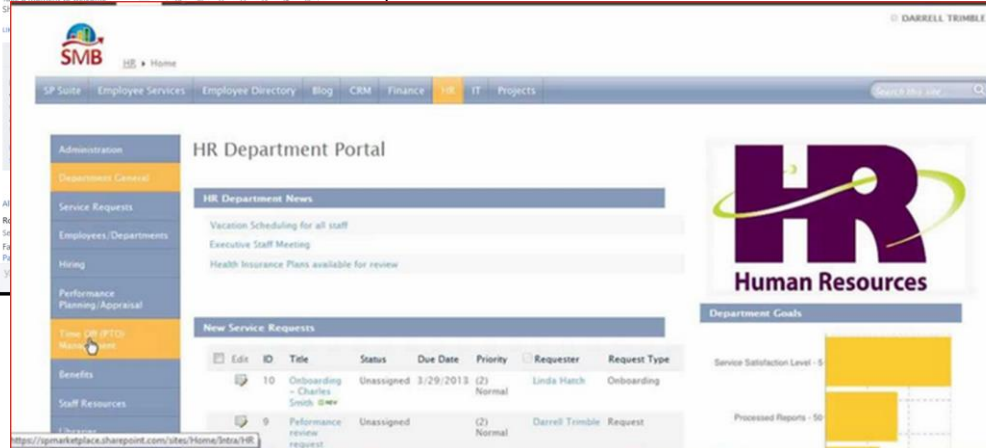 DARRELL TRIMBLE
SMB
HR ▸ Home
SP Suite Employee Services Employee Directory Blog CRM Finance HR IT Projects
Search this site...
Administration
Department General
Service Requests
Employees/Departments
Hiring
Performance
Planning/Appraisal
Time Off (PTO)
Management
Benefits
Staff Resources
Libraries
HR Department Portal
HR Department News
Vacation Scheduling for all staff
Executive Staff Meeting
Health Insurance Plans available for review
New Service Requests
Edit ID Title Status Due Date Priority Requester Request Type
10 Onboarding Unassigned 3/29/2013 (2) Linda Hatch Onboarding
– Charles Normal
Smith NEW
9 Peformance Unassigned (2) Darrell Trimble Request
review Normal
request
HR
Human Resources
Department Goals
Service Satisfaction Level - 5
Processed Reports - 50
https://spmarketplace.sharepoint.com/sites/Home/Intra/HR